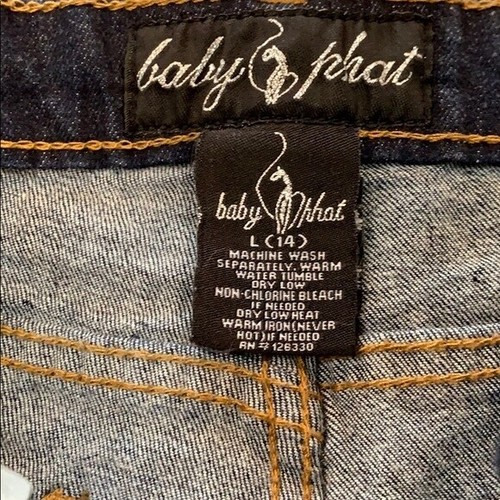 baby phat
baby phat
L (14)
MACHINE WASH
SEPARATELY, WARM
WATER TUMBLE
DRY LOW
NON-CHLORINE BLEACH
IF NEEDED
DRY LOW HEAT
WARM IRON(NEVER
HOT) IF NEEDED
RN # 126330